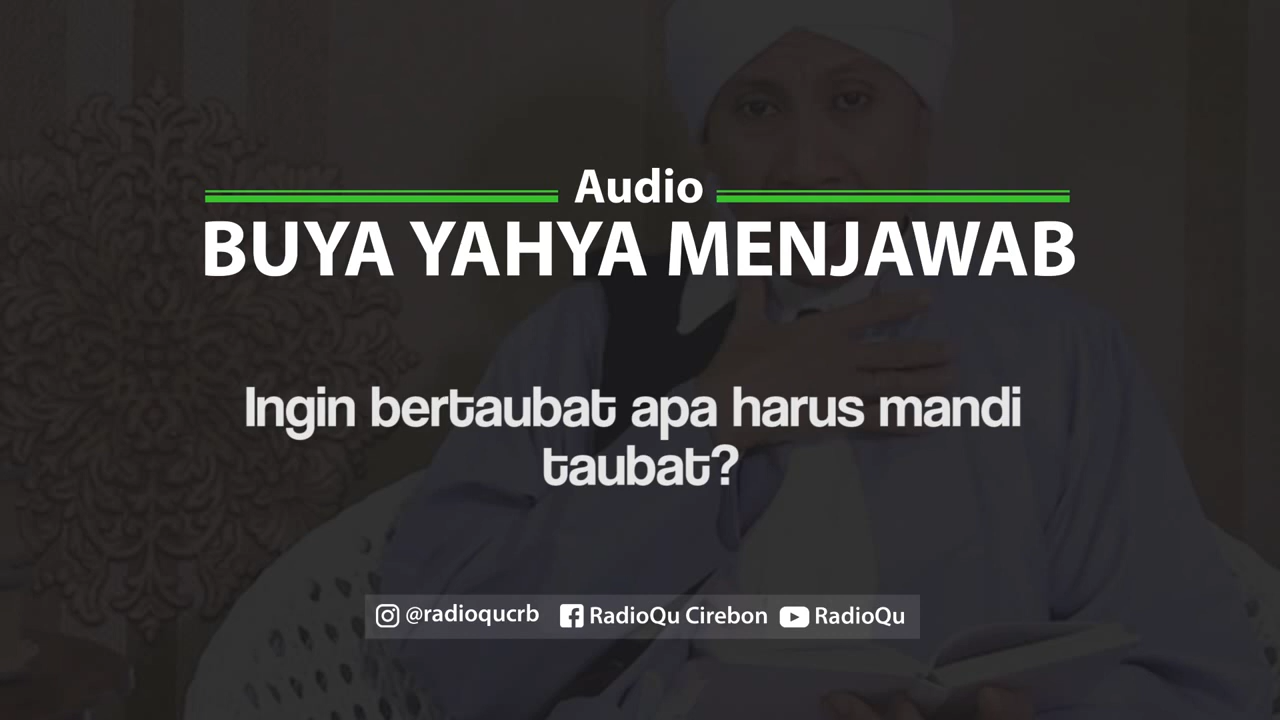 Audio
BUYA YAHYA MENJAWAB
Ingin bertaubat apa harus mandi
taubat?
@radioqucrb RadioQu Cirebon RadioQu